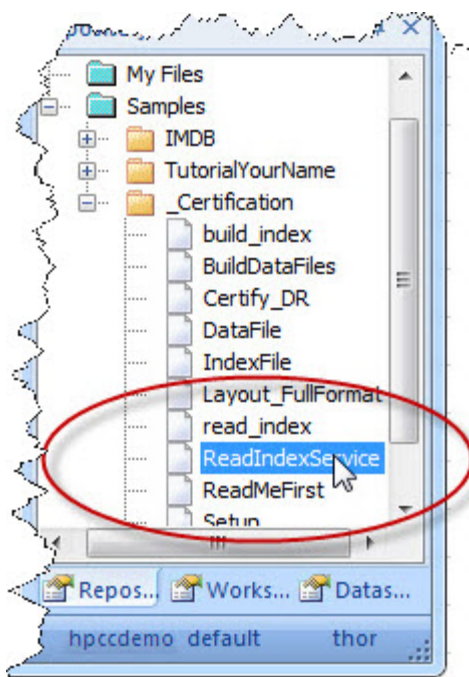 My Files
Samples
IMDB
TutorialYourName
_Certification
build_index
BuildDataFiles
Certify_DR
DataFile
IndexFile
Layout_FullFormat
read_index
ReadIndexService
ReadMeFirst
Setup
Repos... Works... Datas...
hpccdemo default thor